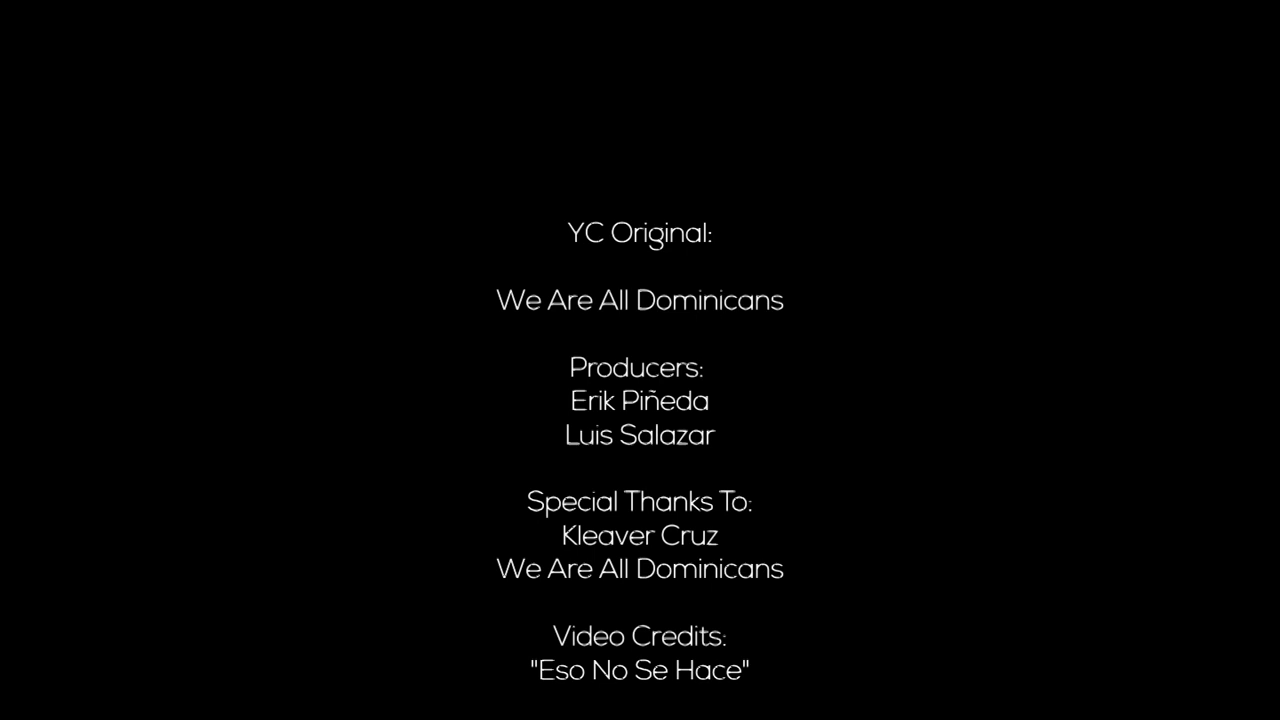 YC Original:
We Are All Dominicans
Producers:
Erik Piñeda
Luis Salazar
Special Thanks To:
Kleaver Cruz
We Are All Dominicans
Video Credits:
"Eso No Se Hace"